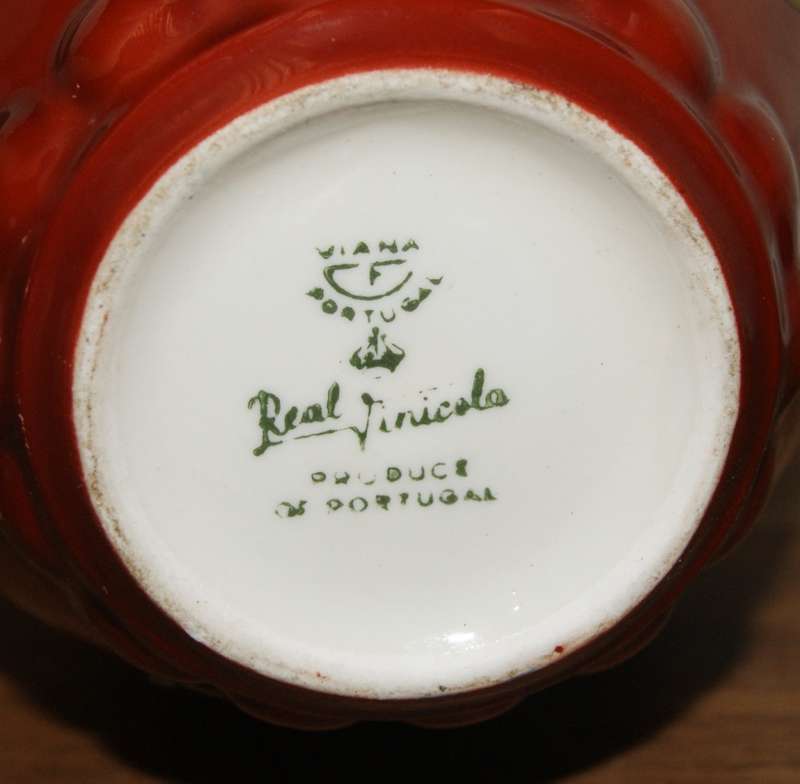 VIANA
CF
PORTUGAL
Real Vinicola
PRODUCE
OF PORTUGAL